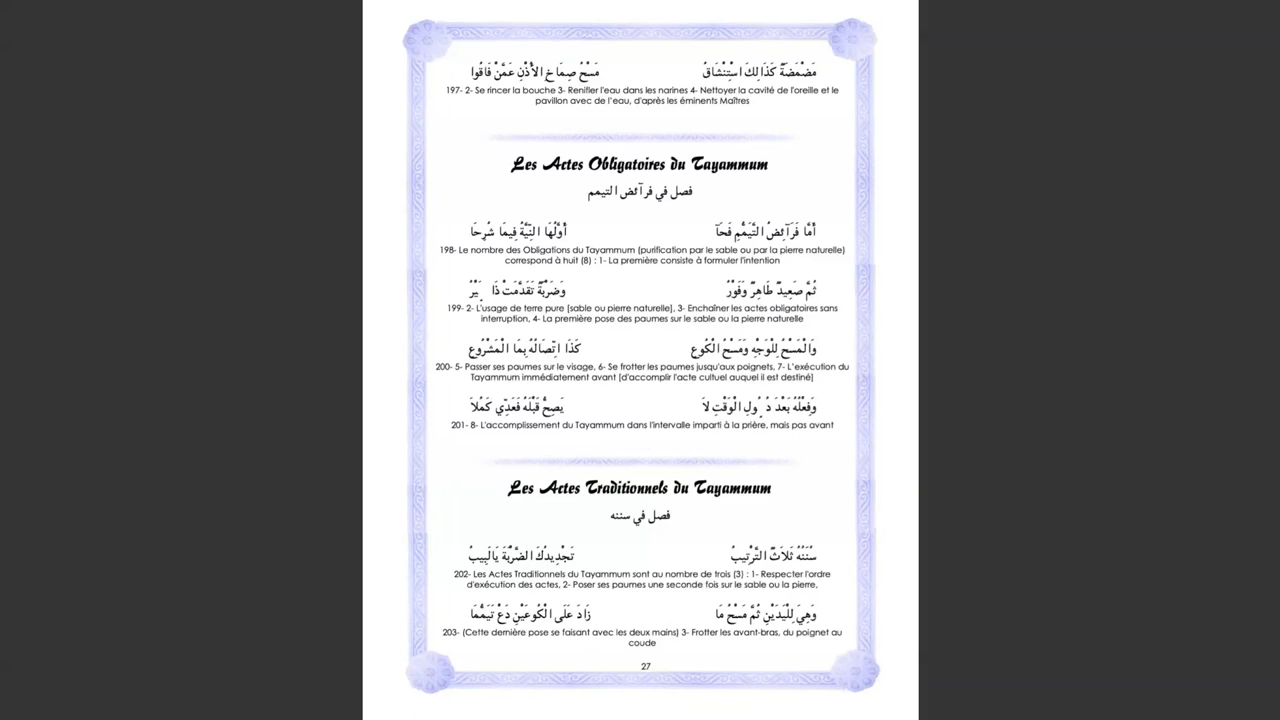 مَضْمَضَةٌ كَذَالِكَ اسْتِنْشَاقُ مَسْحُ صِمَاخِ الأُذْنِ عَمَّنْ فَاقُوا
197- 2- Se rincer la bouche 3- Renifler l'eau dans les narines 4- Nettoyer la cavité de l'oreille et le
pavillon avec de l'eau, d'après les éminents Maîtres
Les Actes Obligatoires du Tayammum
فصل في فرآئض التيمم
أَمَّا فَرَآئِضُ التَّيَمُّمِ فَحَآ أَوَّلُهَا النِّيَّةُ فِيمَا شُرِحَا
198- Le nombre des Obligations du Tayammum (purification par le sable ou par la pierre naturelle)
correspond à huit (8) : 1- La première consiste à formuler l'intention
ثُمَّ صَعِيدٌ طَاهِرٌ وَفَوْرُ وَضَرْبَةٌ تَقَدَّمَتْ ذَا
199- 2- L'usage de terre pure [sable ou pierre naturelle], 3- Enchaîner les actes obligatoires sans
interruption, 4- La première pose des paumes sur le sable ou la pierre naturelle
وَالْمَسْحُ لِلْوَجْهِ وَمَسْحُ الْكُوعِ كَذَا اتِّصَالُهُ بِمَا الْمَشْرُوعِ
200- 5- Passer ses paumes sur le visage, 6- Se frotter les paumes jusqu'aux poignets, 7- L'exécution du
Tayammum immédiatement avant [d'accomplir l'acte cultuel auquel il est destiné]
وَفِعْلُهُ بَعْدَ الْوَقْتِ لاَ يَصِحُّ قَبْلَهُ فَعَدِّي كَمُلاَ
201- 8- L'accomplissement du Tayammum dans l'intervalle imparti à la prière, mais pas avant
Les Actes Traditionnels du Tayammum
فصل في سننه
سُنَنُهُ ثَلاَثٌ التَّرْتِيبُ تَجْدِيدُكَ الضَّرْبَةَ يَالَبِيبُ
202- Les Actes Traditionnels du Tayammum sont au nombre de trois (3) : 1- Respecter l'ordre
d'exécution des actes, 2- Poser ses paumes une seconde fois sur le sable ou la pierre,
وَهِيَ لِلْيَدَيْنِ ثُمَّ مَسْحُ مَا زَادَ عَلَى الْكُوعَيْنِ دَعْ تَيَمُّمَا
203- (Cette dernière pose se faisant avec les deux mains) 3- Frotter les avant-bras, du poignet au
coude
27